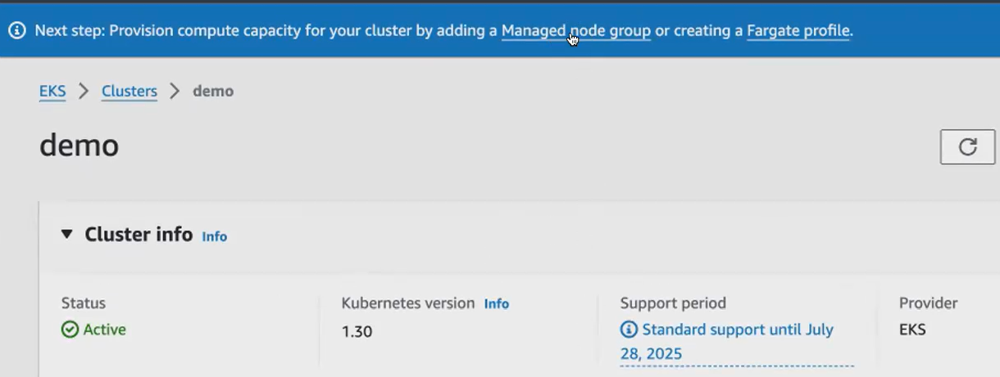 Next step: Provision compute capacity for your cluster by adding a Managed node group or creating a Fargate profile.
EKS > Clusters > demo
demo
Cluster info Info
Status
Active
Kubernetes version Info
1.30
Support period
Standard support until July
28, 2025
Provider
EKS